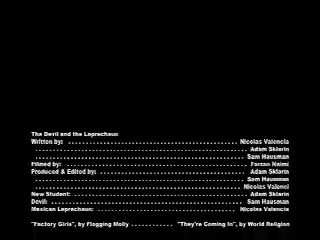 The Devil and the Leprechaun
Written by: ........................................ Nicolas Valencia
........................................ Adam Sklarin
........................................ Sam Hausman
Filmed by: ........................................ Farzan Naimi
Produced & Edited by: ........................................ Adam Sklarin
........................................ Sam Hausman
........................................ Nicolas Valenci
New Student: ........................................ Adam Sklarin
Devil: ........................................ Sam Hausman
Mexican Leprechaun: ........................................ Nicolas Valencia
"Factory Girls", by Flogging Molly ............ "They're Coming In", by World Religion